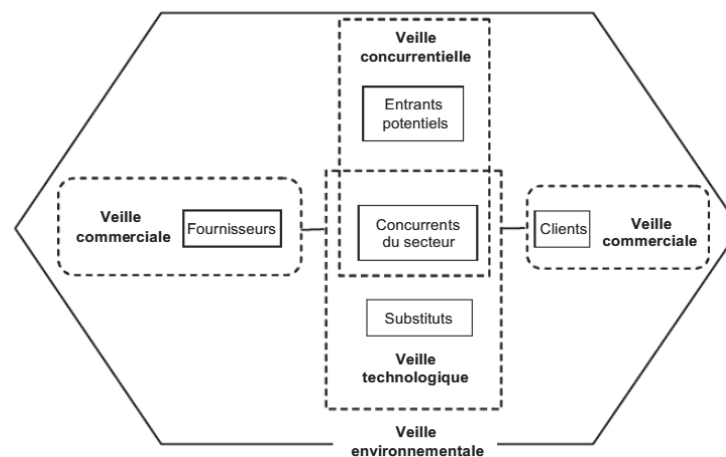 Veille
concurrentielle
Entrants
potentiels
Veille
commerciale
Fournisseurs
Concurrents
du secteur
Clients
Veille
commerciale
Substituts
Veille
technologique
Veille
environnementale